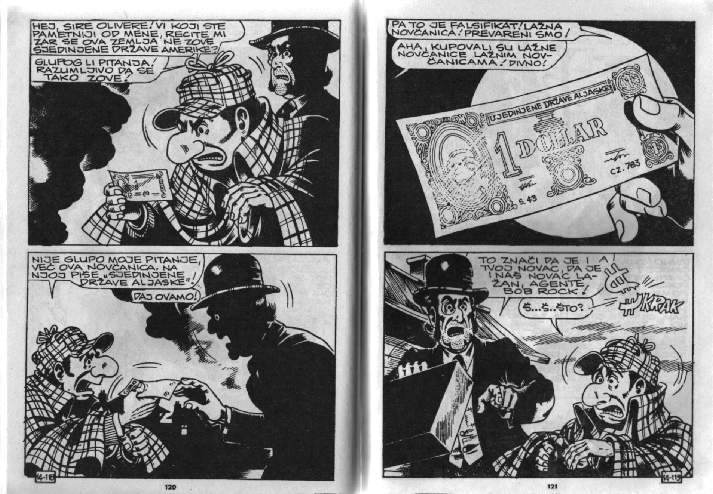 HEJ, SIRE OLIVERE! VI KOJI STE
PAMETNIJI OD MENE, RECITE MI
ZAR SE OVA ZEMLJA NE ZOVE
SJEDINJENE DRŽAVE AMERIKE?
GLUPOG LI PITANJA!
RAZUMLJIVO DA SE
TAKO ZOVE!
NIJE GLUPO MOJE PITANJE,
VEĆ OVA NOVČANICA. NA
NJOJ PIŠE „SJEDINJENE
DRŽAVE ALJASKE"!
DAJ OVAMO!
120
PA TO JE FALSIFIKAT! LAŽNA
NOVČANICA! PREVARENI SMO!
AHA, KUPOVALI SU LAŽNE
NOVČANICE LAŽNIM NOV-
ČANICAMA! DIVNO!
UJEDINJENE DRŽAVE ALJASKE
1 DOLLAR
S. 49
CZ. 783
TO ZNAČI DA JE I
TVOJ NOVAC, DA JE
I NAŠ NOVAC LA-
ŽAN, AGENTE
BOB ROCK!
KRAK
Š...Š...ŠTO?
121